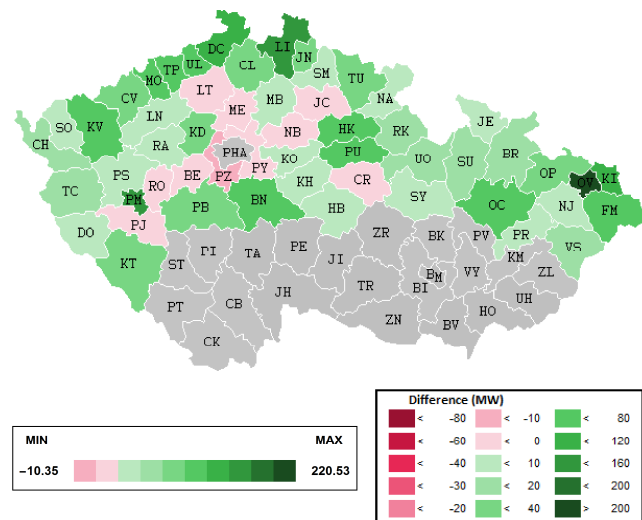 DC
LI
UL
TP
JN
MO
CL
SM
TU
CV
LT
MB
NA
ME
JC
SO
KV
LN
JE
KD
NB
HK
RK
CH
RA
PHA
PU
BR
KO
UO
SU
PS
BE
PZ
PY
OP
KI
TC
RO
KH
CR
OV
PM
PB
BN
SY
OC
NJ
FM
PJ
HB
DO
PR
KT
ST
PI
TA
PE
ZR
BK
PV
VS
JI
KM
BM
VY
ZL
PT
CB
JH
TR
BI
UH
CK
ZN
BV
HO
MIN MAX
−10.35 220.53
Difference (MW)
< -80 < -10 < 80
< -60 < 0 < 120
< -40 < 10 < 160
< -30 < 20 < 200
< -20 < 40 > 200